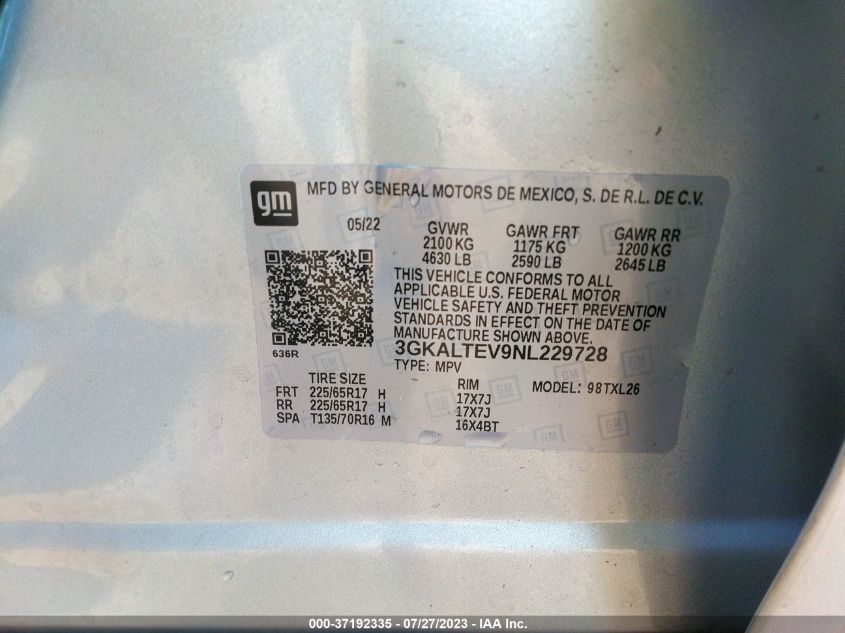 gm
MFD BY GENERAL MOTORS DE MEXICO, S. DE R.L. DE C.V.
05/22 GVWR GAWR FRT GAWR RR
2100 KG 1175 KG 1200 KG
4630 LB 2590 LB 2645 LB
THIS VEHICLE CONFORMS TO ALL
APPLICABLE U.S. FEDERAL MOTOR
VEHICLE SAFETY AND THEFT PREVENTION
STANDARDS IN EFFECT ON THE DATE OF
MANUFACTURE SHOWN ABOVE.
636R
3GKALTEV9NL229728
TYPE: MPV
TIRE SIZE RIM MODEL: 98TXL26
FRT 225/65R17 H 17X7J
RR 225/65R17 H 17X7J
SPA T135/70R16 M 16X4BT
GM
GM
GM
GM
000-37192335 - 07/27/2023 - © IAA Inc.